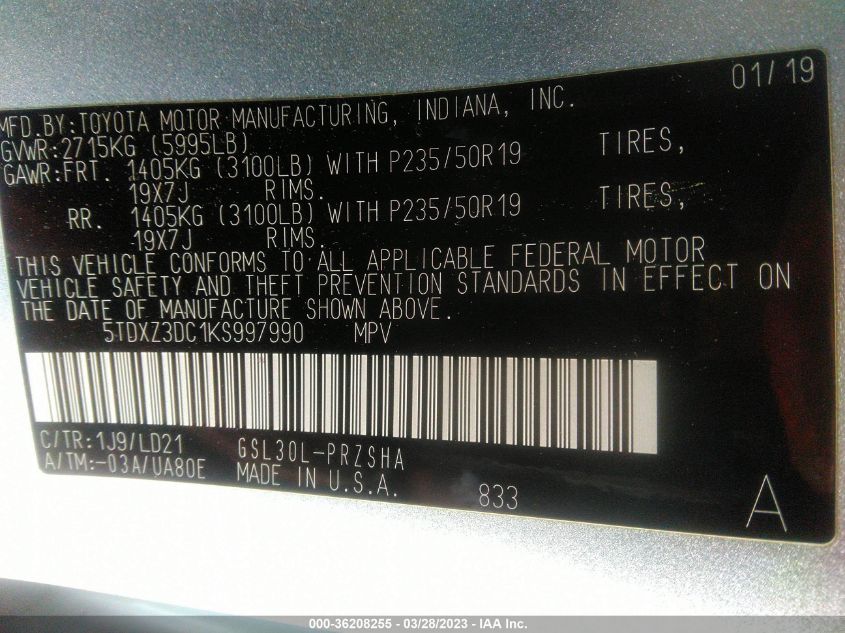 01/19
MFD.BY:TOYOTA MOTOR MANUFACTURING, INDIANA, INC.
GVWR:2715KG (5995LB)
GAWR:FRT. 1405KG (3100LB) WITH P235/50R19 TIRES,
19X7J RIMS.
RR. 1405KG (3100LB) WITH P235/50R19 TIRES,
19X7J RIMS.
THIS VEHICLE CONFORMS TO ALL APPLICABLE FEDERAL MOTOR
VEHICLE SAFETY AND THEFT PREVENTION STANDARDS IN EFFECT ON
THE DATE OF MANUFACTURE SHOWN ABOVE.
5TDXZ3DC1KS997990 MPV
C/TR:1J9/LD21 GSL30L-PRZSHA
A/TM:-03A/UA80E MADE IN U.S.A. 833
A
000-36208255 - 03/28/2023 - IAA Inc.